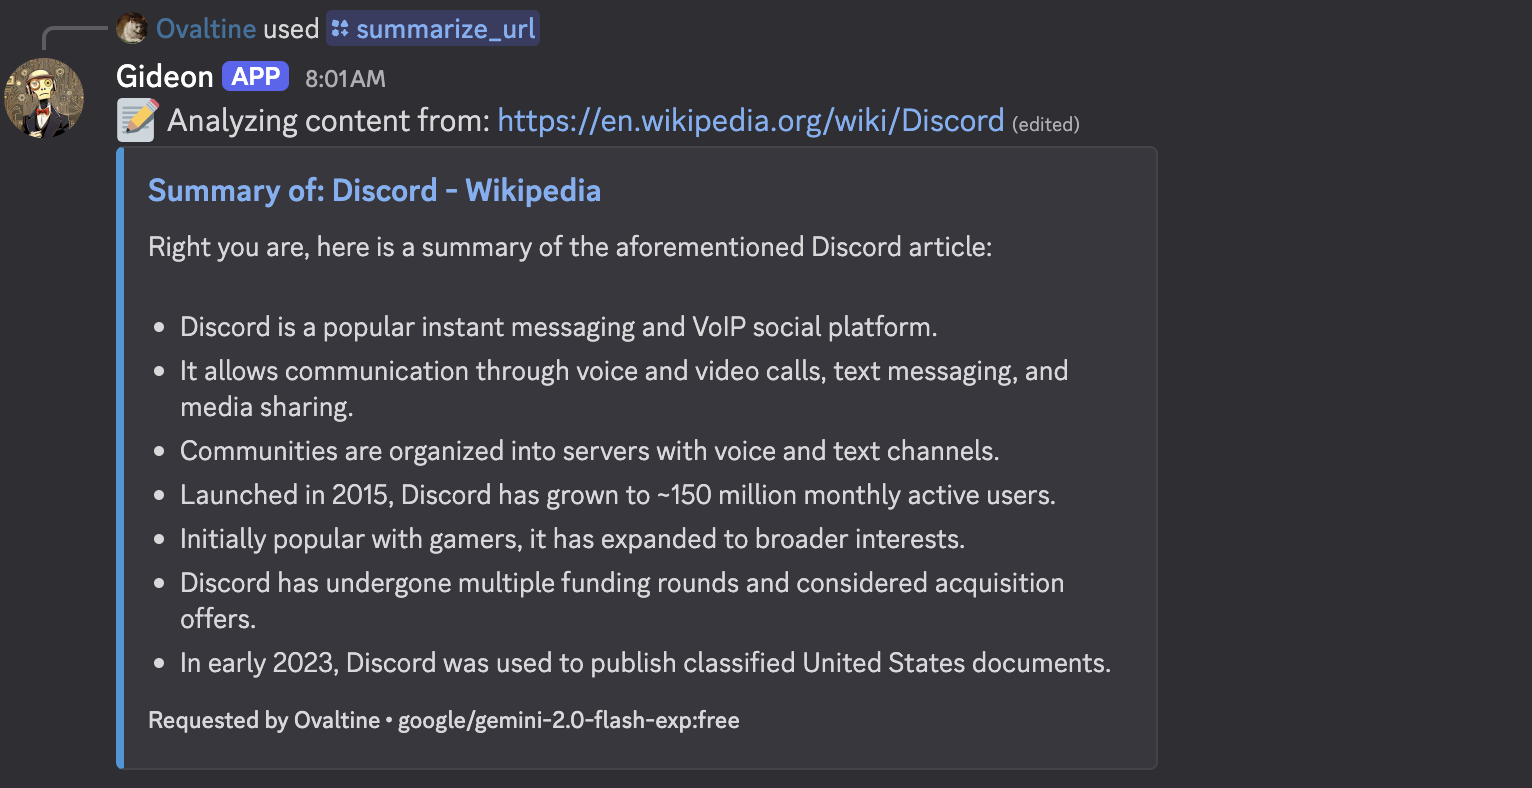 Ovaltine used summarize_url
Gideon APP 8:01 AM
📝 Analyzing content from: https://en.wikipedia.org/wiki/Discord (edited)
Summary of: Discord - Wikipedia
Right you are, here is a summary of the aforementioned Discord article:
• Discord is a popular instant messaging and VoIP social platform.
• It allows communication through voice and video calls, text messaging, and
media sharing.
• Communities are organized into servers with voice and text channels.
• Launched in 2015, Discord has grown to ~150 million monthly active users.
• Initially popular with gamers, it has expanded to broader interests.
• Discord has undergone multiple funding rounds and considered acquisition
offers.
• In early 2023, Discord was used to publish classified United States documents.
Requested by Ovaltine • google/gemini-2.0-flash-exp:free